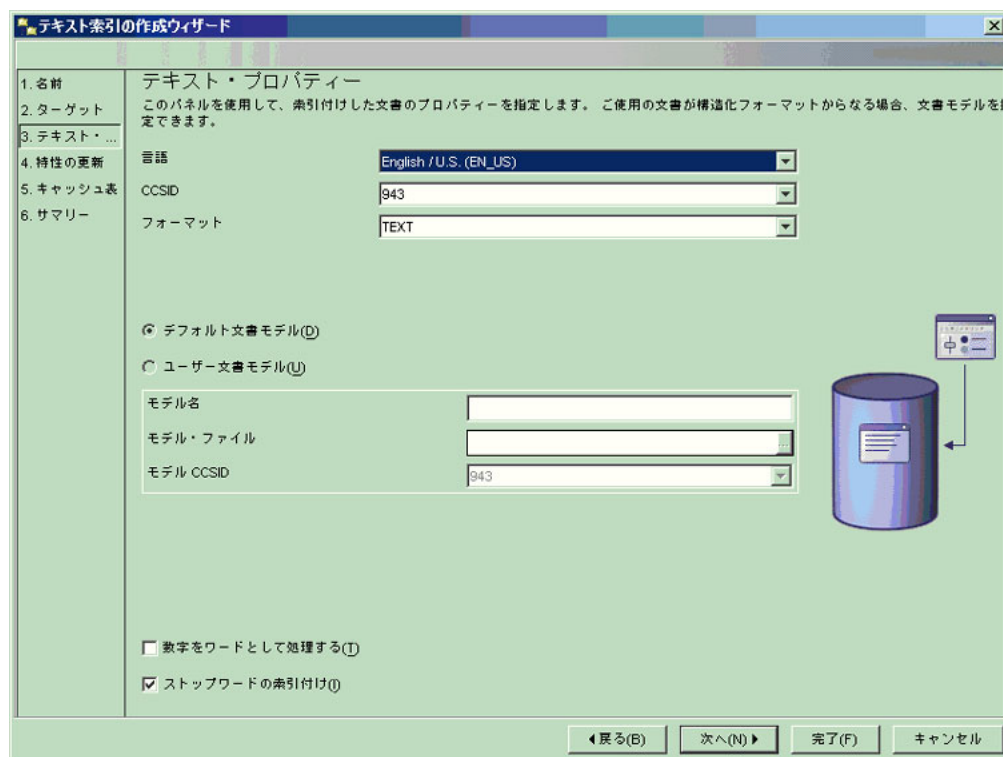 テキスト索引の作成ウィザード
1. 名前
2. ターゲット
3. テキスト・...
4. 特性の更新
5. キャッシュ表
6. サマリー
テキスト・プロパティー
このパネルを使用して、索引付けした文書のプロパティーを指定します。 ご使用の文書が構造化フォーマットからなる場合、文書モデルを
定できます。
言語
English / U.S. (EN_US)
CCSID
943
フォーマット
TEXT
デフォルト文書モデル(D)
ユーザー文書モデル(U)
モデル名
モデル・ファイル
...
モデル CCSID
943
数字をワードとして処理する(T)
ストップワードの索引付け(I)
戻る(B)
次へ(N)
完了(F)
キャンセル